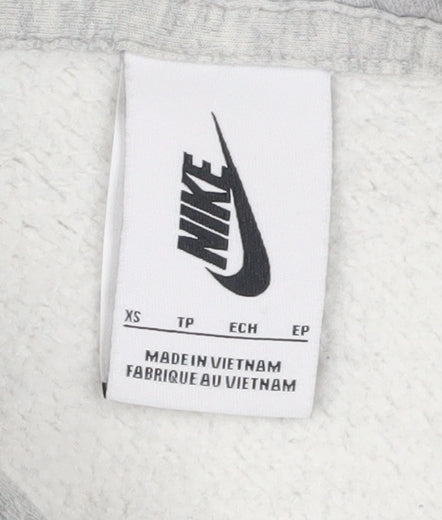 NIKE
XS TP ECH EP
MADE IN VIETNAM
FABRIQUE AU VIETNAM